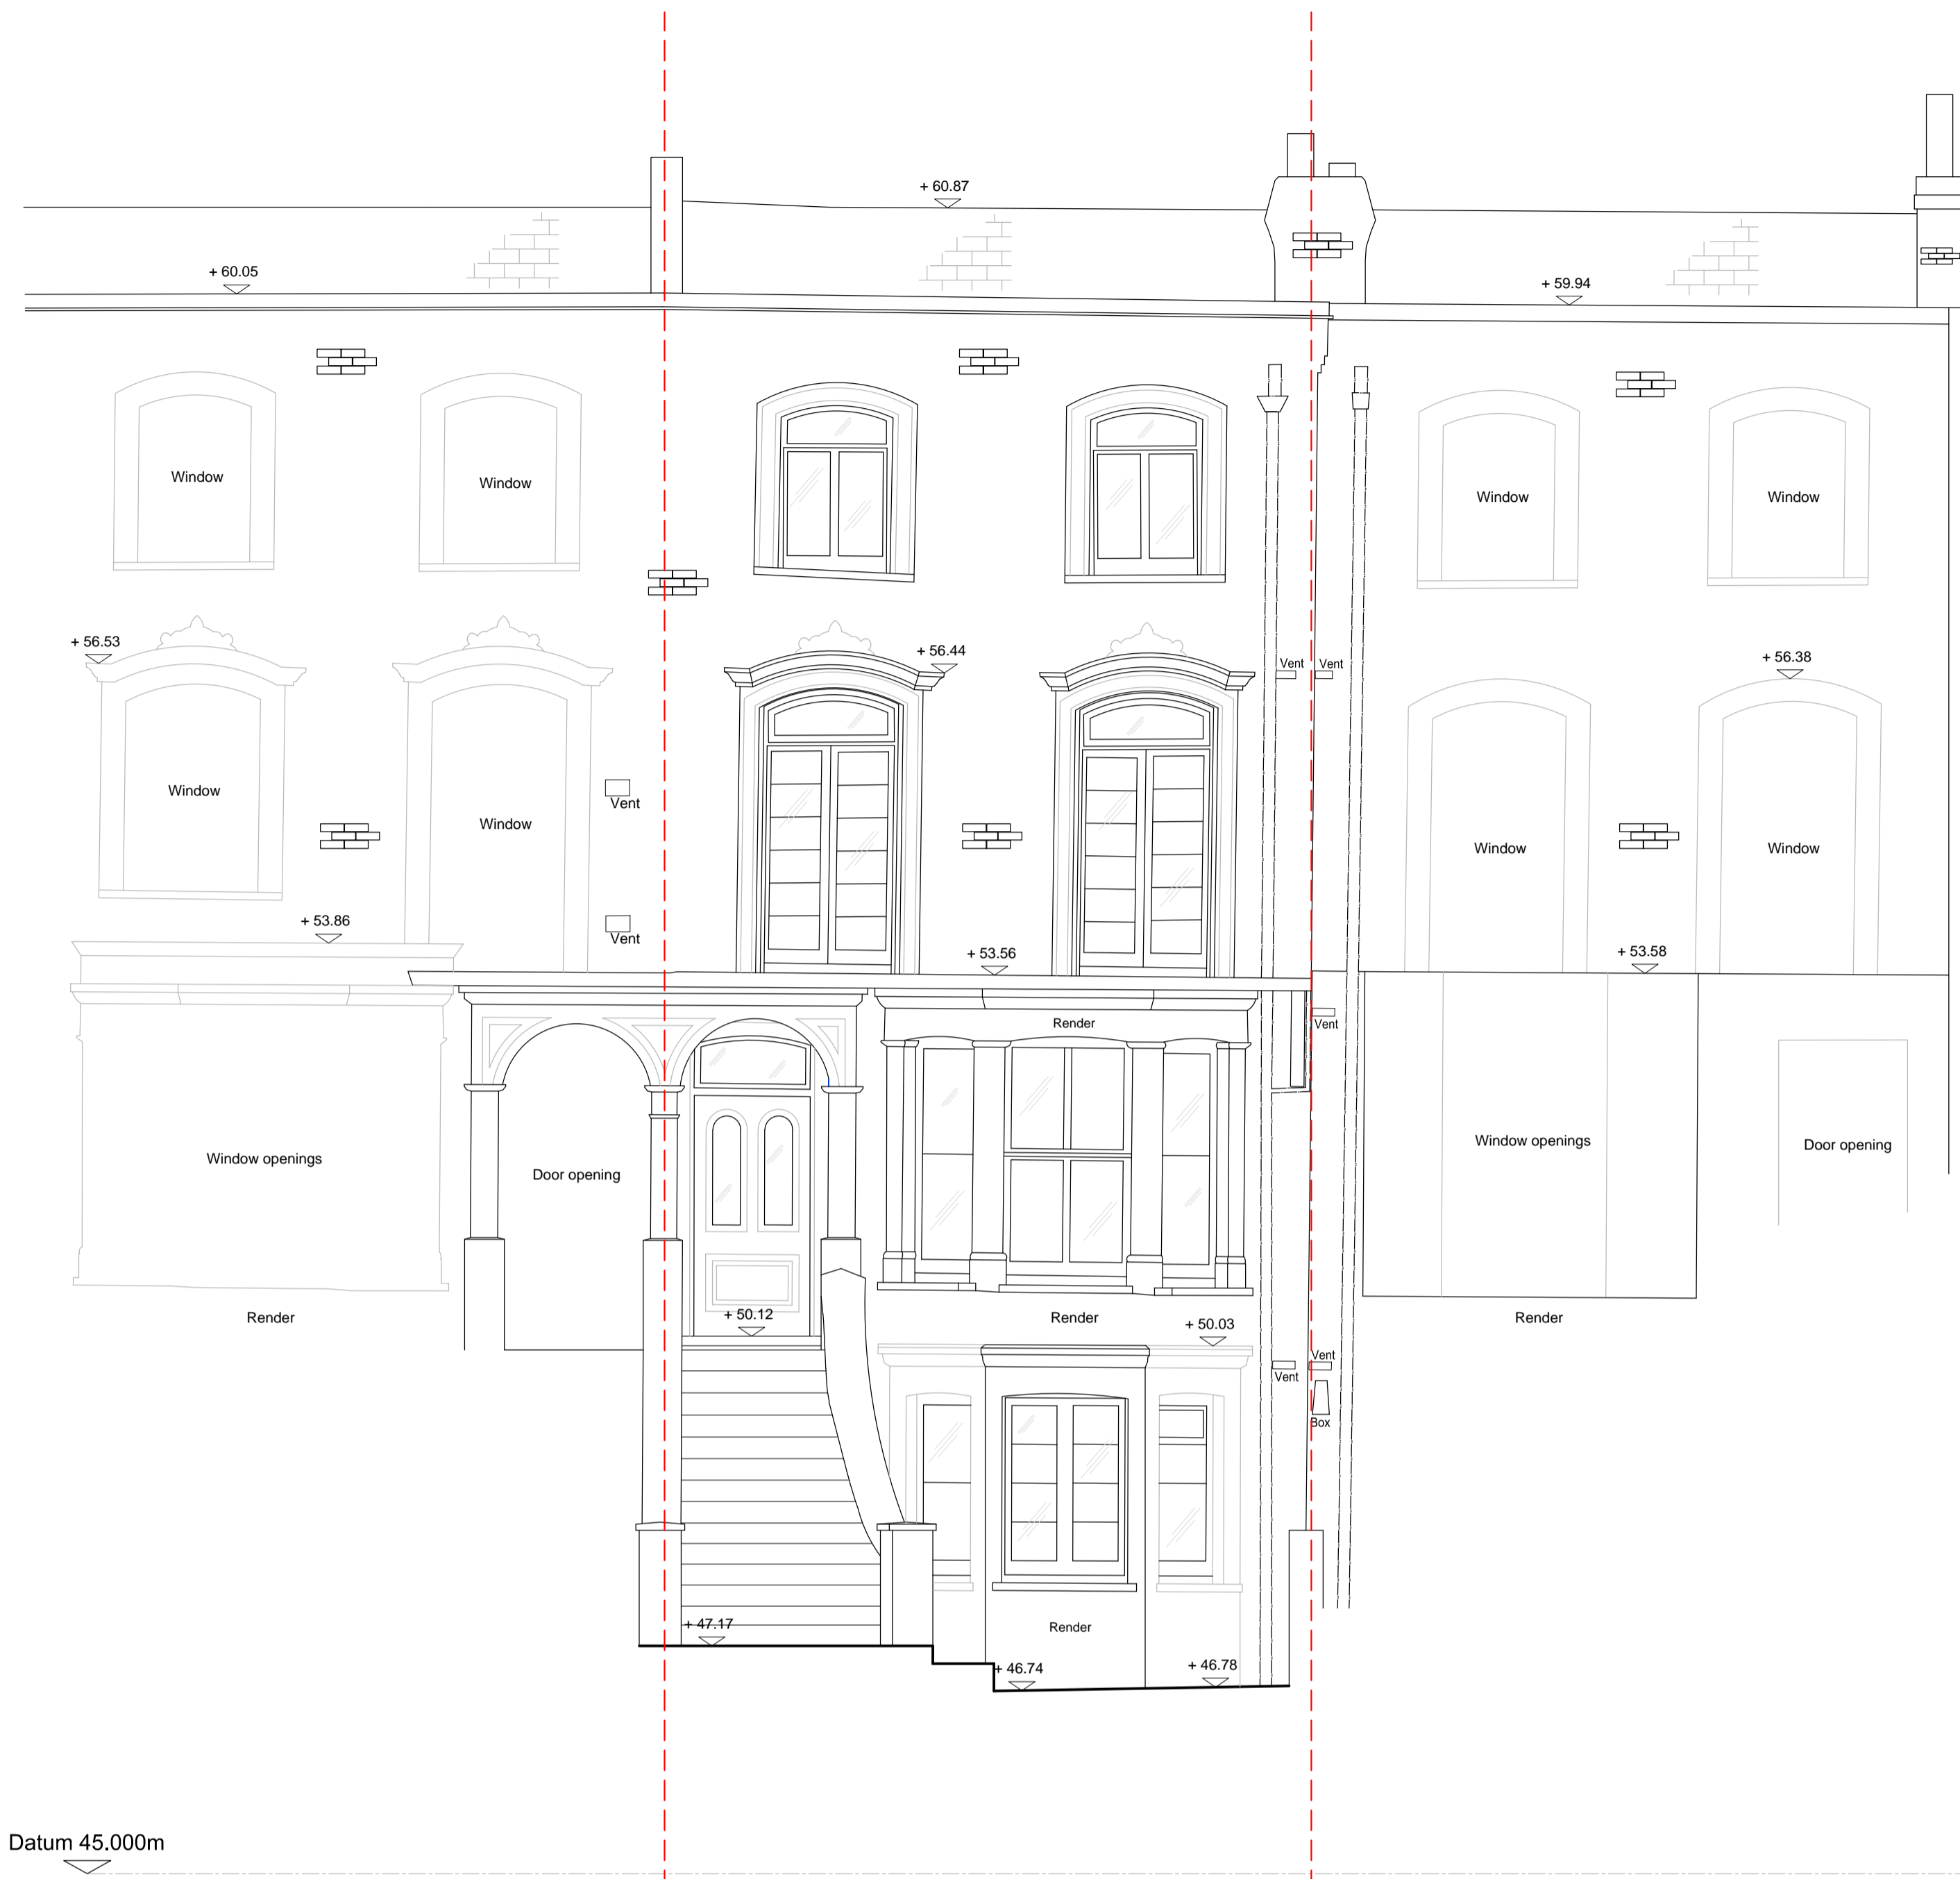 + 60.87
+ 60.05
+ 59.94
Window
Window
Window
Window
+ 56.53
+ 56.44
+ 56.38
Vent
Vent
Window
Vent
Window
Window
Window
+ 53.86
Vent
+ 53.56
+ 53.58
Render
Vent
Window openings
Door opening
Window openings
Door opening
Render
+ 50.12
Render
+ 50.03
Render
Vent
Vent
Box
+ 47.17
Render
+ 46.74
+ 46.78
Datum 45.000m